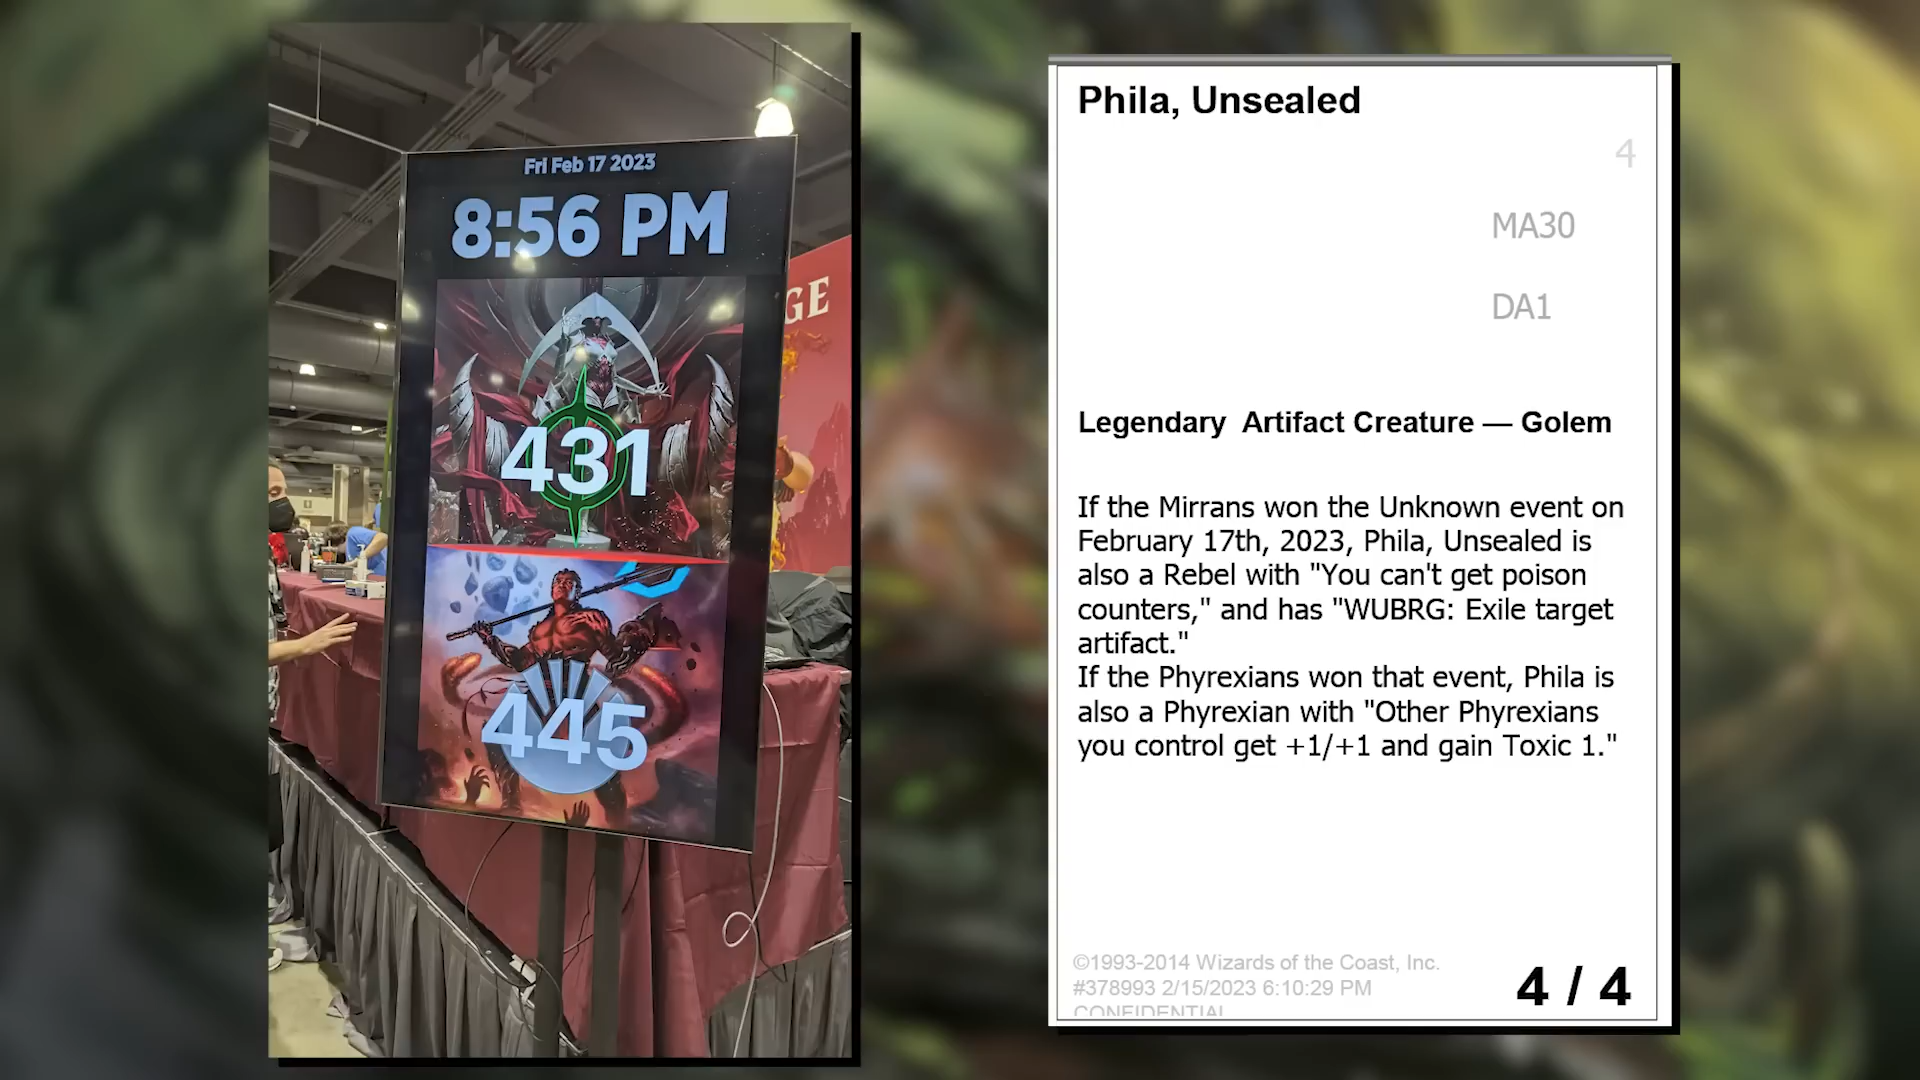 Fri Feb 17 2023
8:56 PM
GE
431
445
Phila, Unsealed
4
MA30
DA1
Legendary Artifact Creature — Golem
If the Mirrans won the Unknown event on
February 17th, 2023, Phila, Unsealed is
also a Rebel with "You can't get poison
counters," and has "WUBRG: Exile target
artifact."
If the Phyrexians won that event, Phila is
also a Phyrexian with "Other Phyrexians
you control get +1/+1 and gain Toxic 1."
©1993-2014 Wizards of the Coast, Inc.
#378993 2/15/2023 6:10:29 PM
CONFIDENTIAL
4 / 4